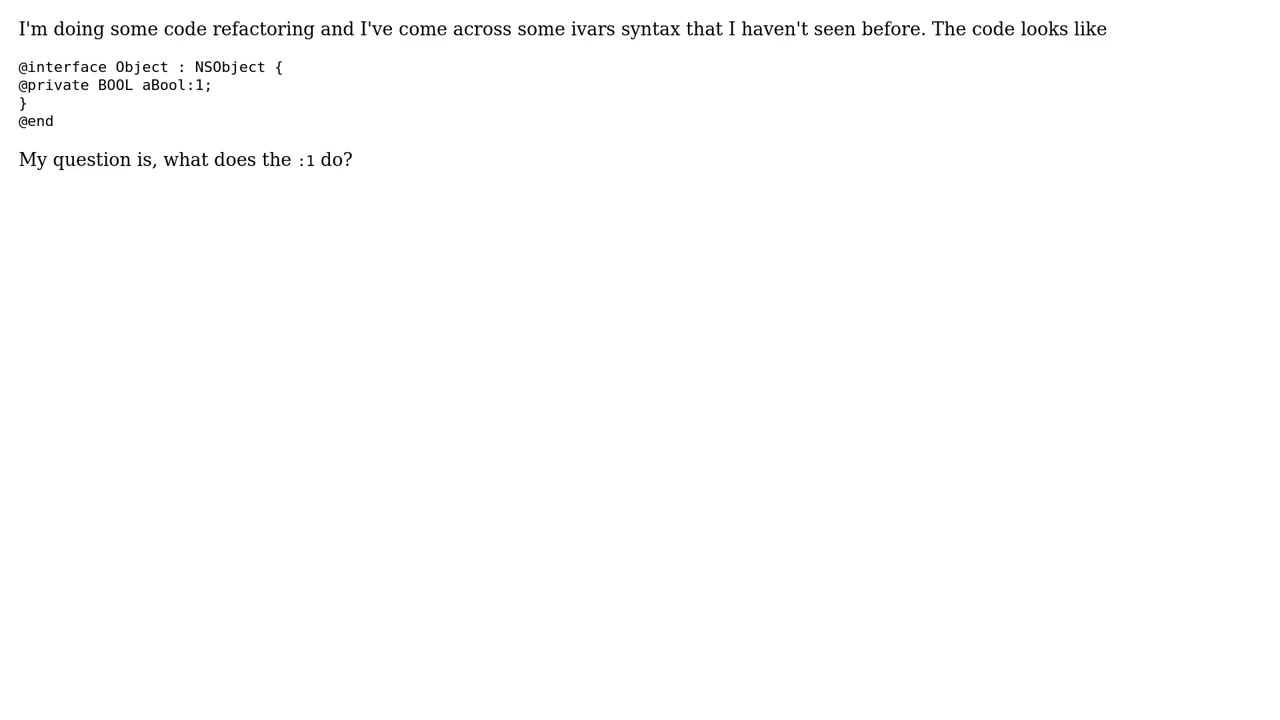 I'm doing some code refactoring and I've come across some ivars syntax that I haven't seen before. The code looks like
@interface Object : NSObject {
@private BOOL aBool:1;
}
@end
My question is, what does the :1 do?